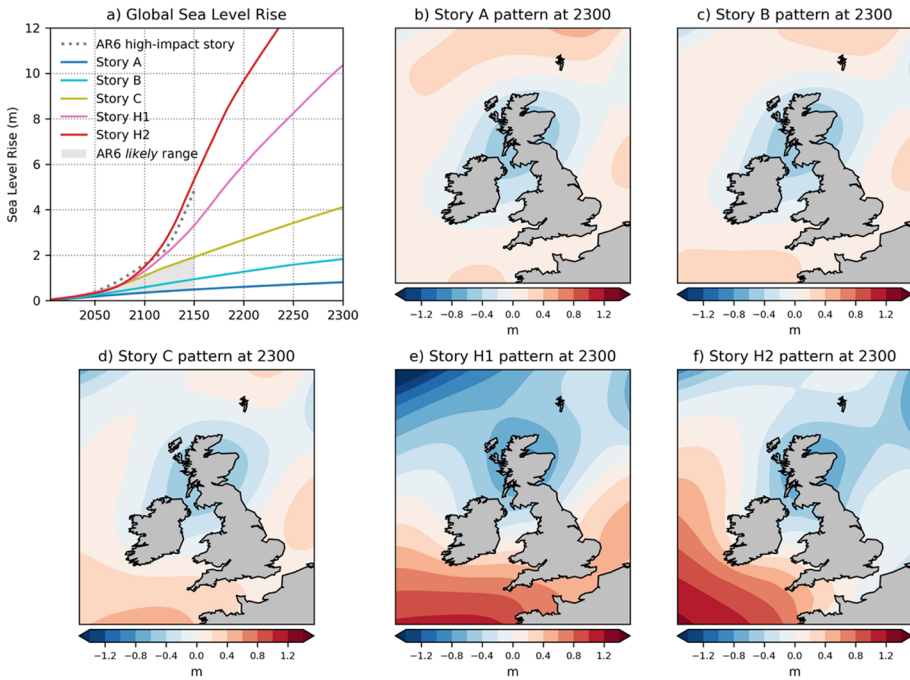 a) Global Sea Level Rise
12
10
8
6
4
2
0
Sea Level Rise (m)
AR6 high-impact story
Story A
Story B
Story C
Story H1
Story H2
AR6 likely range
2050 2100 2150 2200 2250 2300
b) Story A pattern at 2300
−1.2 −0.8 −0.4 0.0 0.4 0.8 1.2
m
c) Story B pattern at 2300
−1.2 −0.8 −0.4 0.0 0.4 0.8 1.2
m
d) Story C pattern at 2300
−1.2 −0.8 −0.4 0.0 0.4 0.8 1.2
m
e) Story H1 pattern at 2300
−1.2 −0.8 −0.4 0.0 0.4 0.8 1.2
m
f) Story H2 pattern at 2300
−1.2 −0.8 −0.4 0.0 0.4 0.8 1.2
m